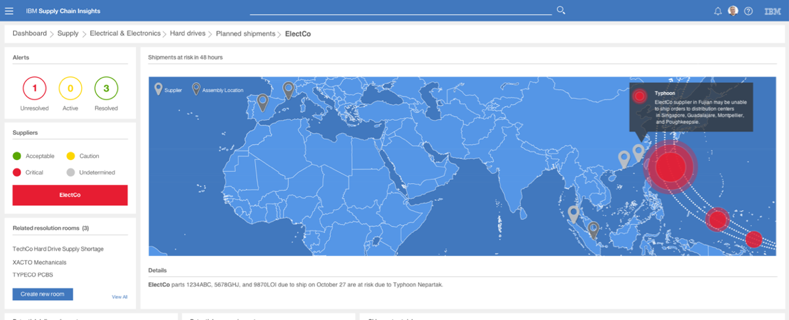 IBM Supply Chain Insights
IBM
Dashboard > Supply > Electrical & Electronics > Hard drives > Planned shipments > ElectCo
Alerts
1 0 3
Unresolved Active Resolved
Suppliers
Acceptable Caution
Critical Undetermined
ElectCo
Related resolution rooms (3)
TechCo Hard Drive Supply Shortage
XACTO Mechanicals
TYPECO PCBS
Create new room View All
Shipments at risk in 48 hours
Supplier Assembly Location
Typhoon
ElectCo supplier in Fujian may be unable
to ship orders to distribution centers
in Singapore, Guadalajara, Montpellier,
and Poughkeepsie.
Details
ElectCo parts 1234ABC, 5678GHJ, and 9870LOI due to ship on October 27 are at risk due to Typhoon Nepartak.